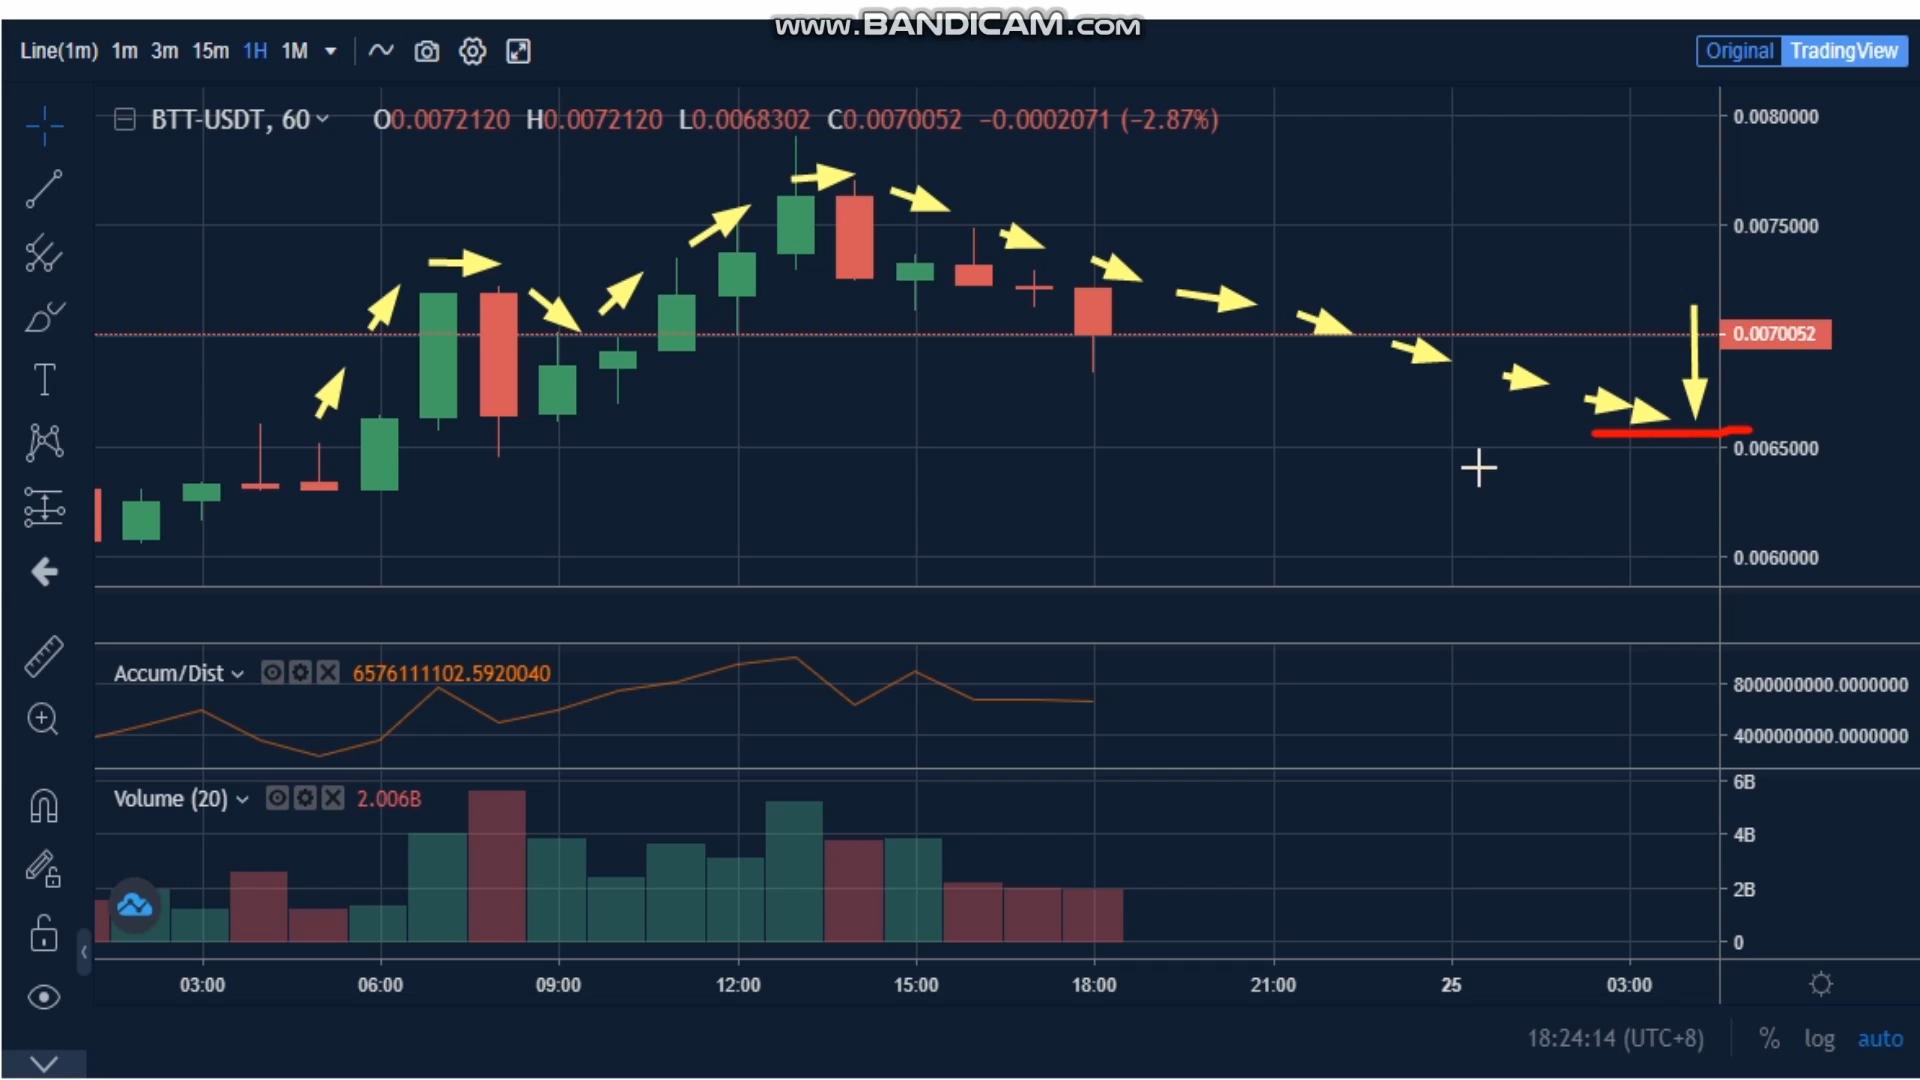 www.BANDICAM.com
Line(1m) 1m 3m 15m 1H 1M Original TradingView
BTT-USDT, 60 O0.0072120 H0.0072120 L0.0068302 C0.0070052 −0.0002071 (−2.87%)
0.0080000
0.0075000
0.0070052
0.0065000
0.0060000
Accum/Dist 6576111102.5920040
8000000000.0000000
4000000000.0000000
Volume (20) 2.006B
6B
4B
2B
0
03:00 06:00 09:00 12:00 15:00 18:00 21:00 25 03:00
18:24:14 (UTC+8) % log auto